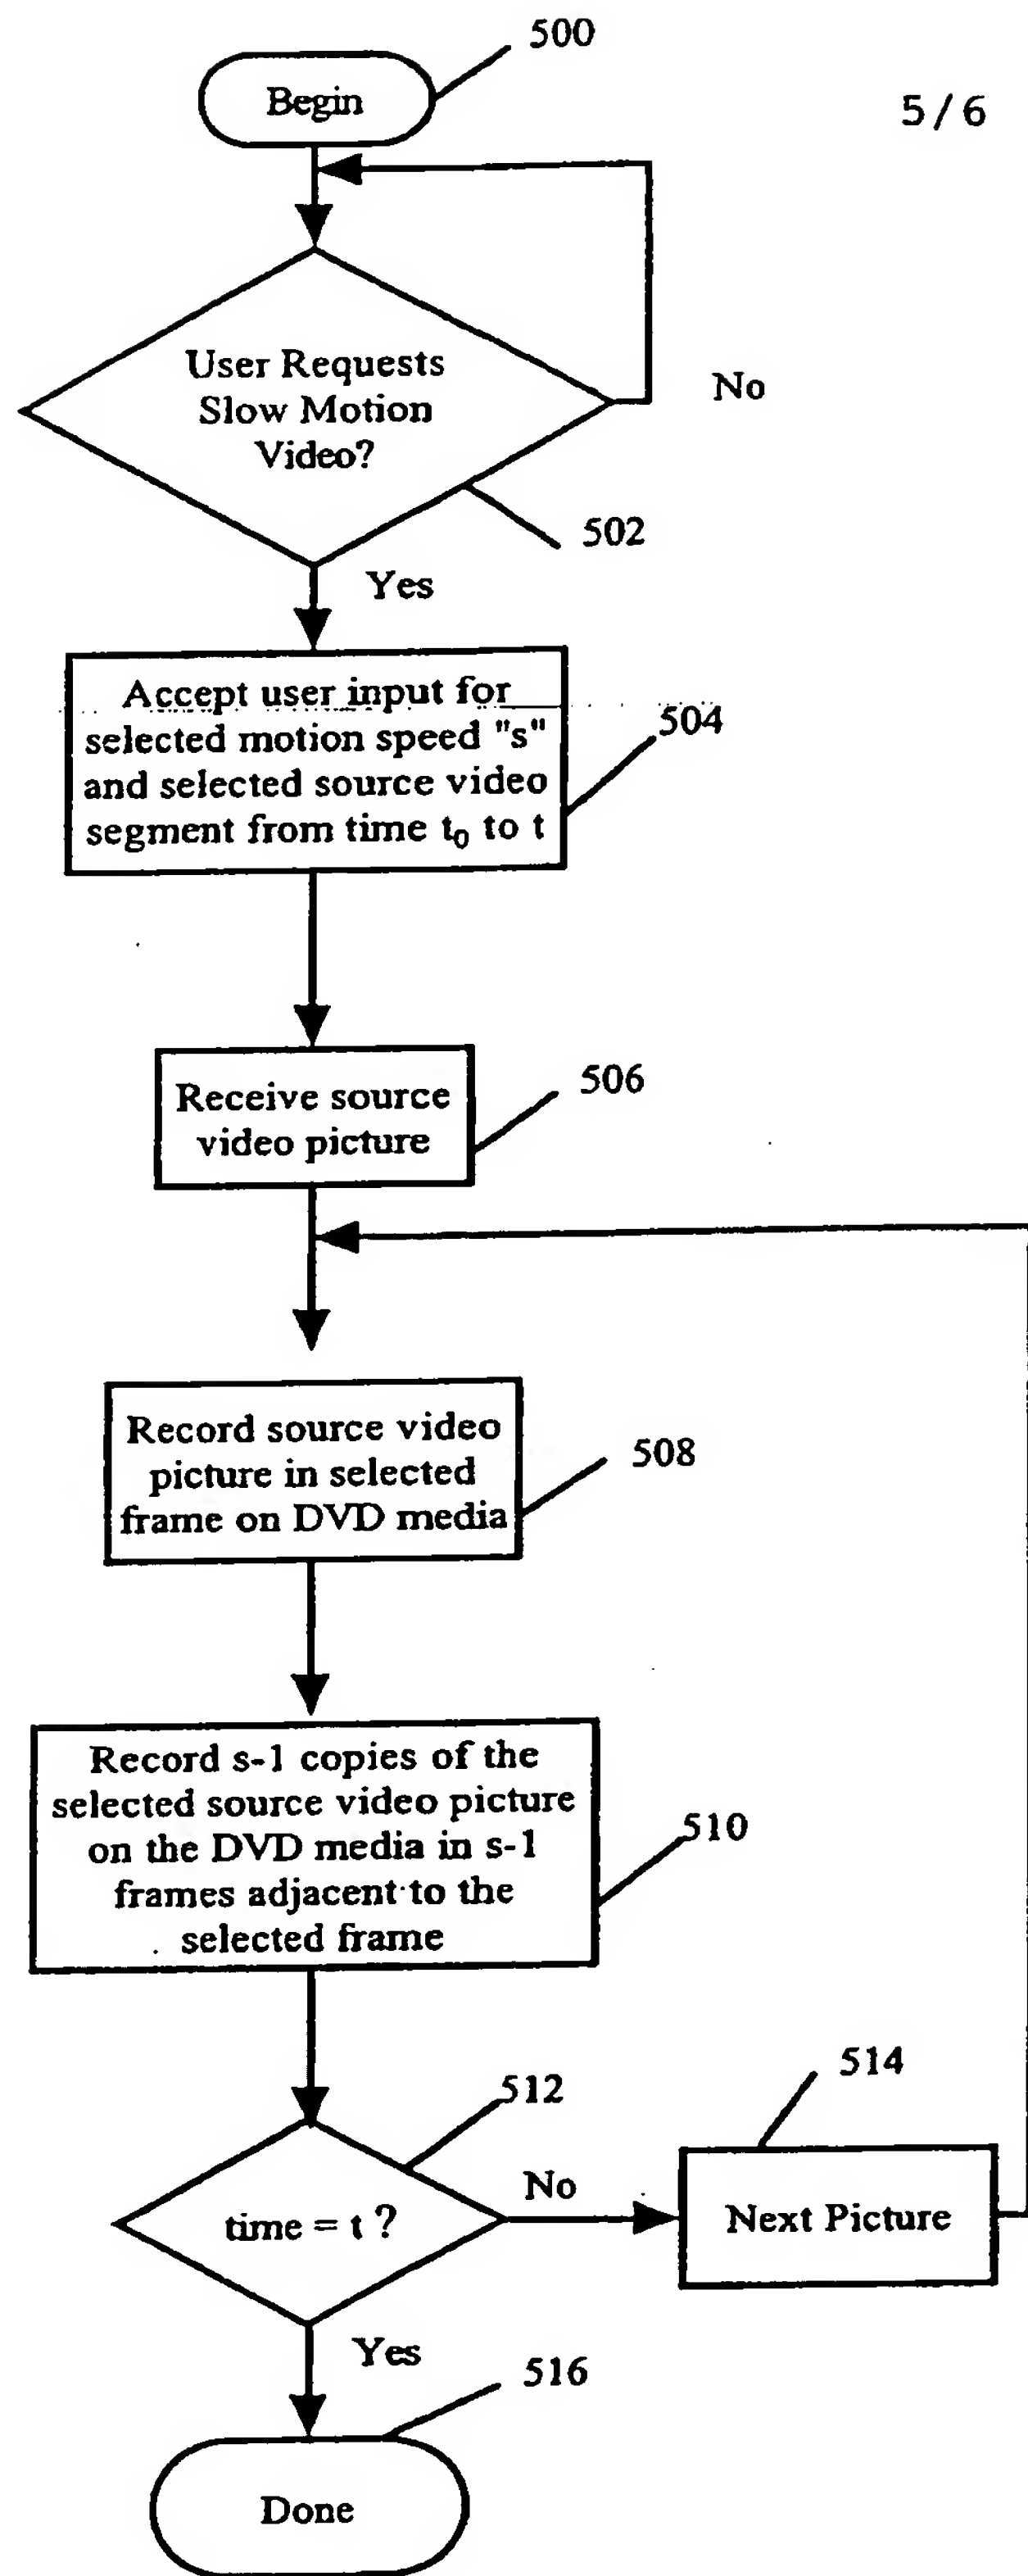 500
Begin
5/6
User Requests
Slow Motion
Video?
No
502
Yes
Accept user input for
selected motion speed "s"
and selected source video
segment from time t₀ to t
504
Receive source
video picture
506
Record source video
picture in selected
frame on DVD media
508
Record s-1 copies of the
selected source video picture
on the DVD media in s-1
frames adjacent to the
selected frame
510
512
514
time = t ?
No
Next Picture
Yes
516
Done